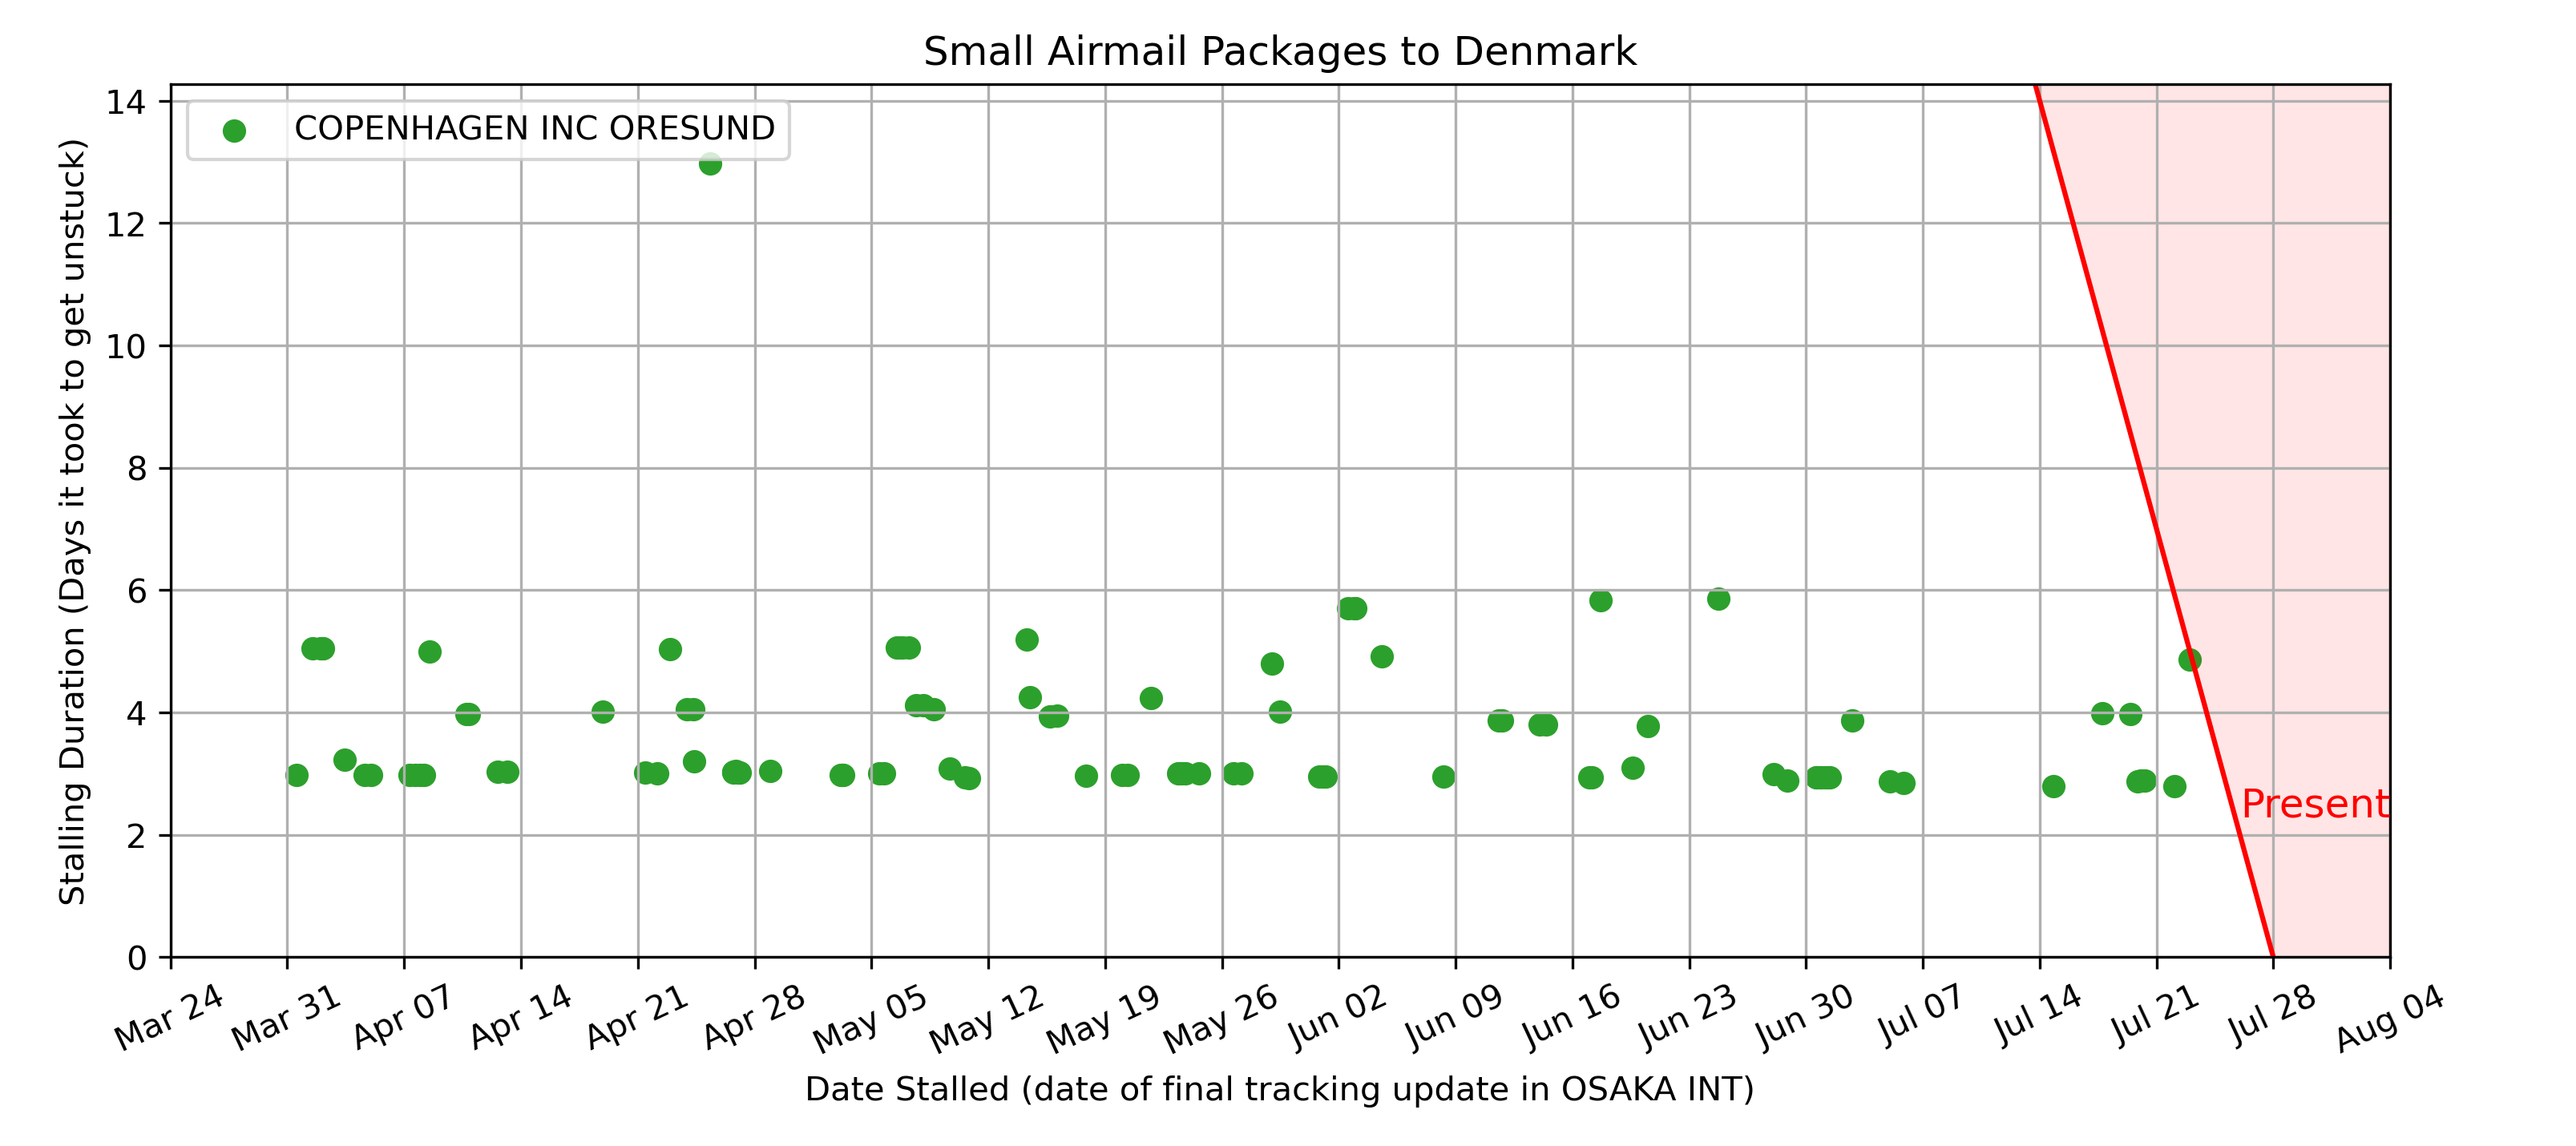 Small Airmail Packages to Denmark
COPENHAGEN INC ORESUND
Stalling Duration (Days it took to get unstuck)
14
12
10
8
6
4
2
0
Present
Mar 24
Mar 31
Apr 07
Apr 14
Apr 21
Apr 28
May 05
May 12
May 19
May 26
Jun 02
Jun 09
Jun 16
Jun 23
Jun 30
Jul 07
Jul 14
Jul 21
Jul 28
Aug 04
Date Stalled (date of final tracking update in OSAKA INT)